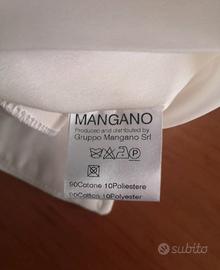 MANGANO
Produced and distributed by
Gruppo Mangano Srl
P
90Cotone 10Poliestere
90Cotton 10Polyester
subito